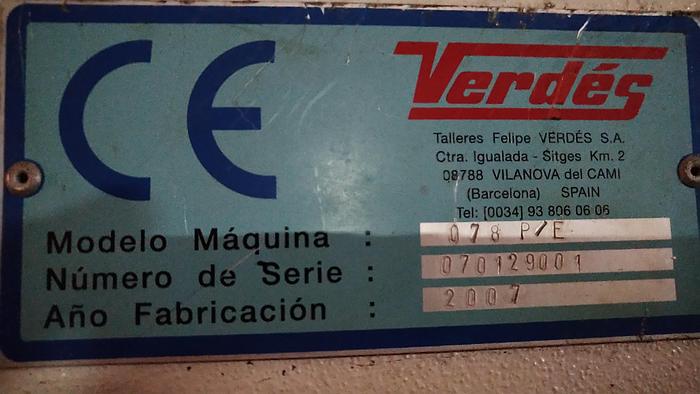 CE
Verdés
Talleres Felipe VERDÉS S.A.
Ctra. Igualada - Sitges Km. 2
08788 VILANOVA del CAMI
(Barcelona) SPAIN
Tel: [0034] 93 806 06 06
Modelo Máquina : 078 P/E
Número de Serie : 070129001
Año Fabricación : 2007